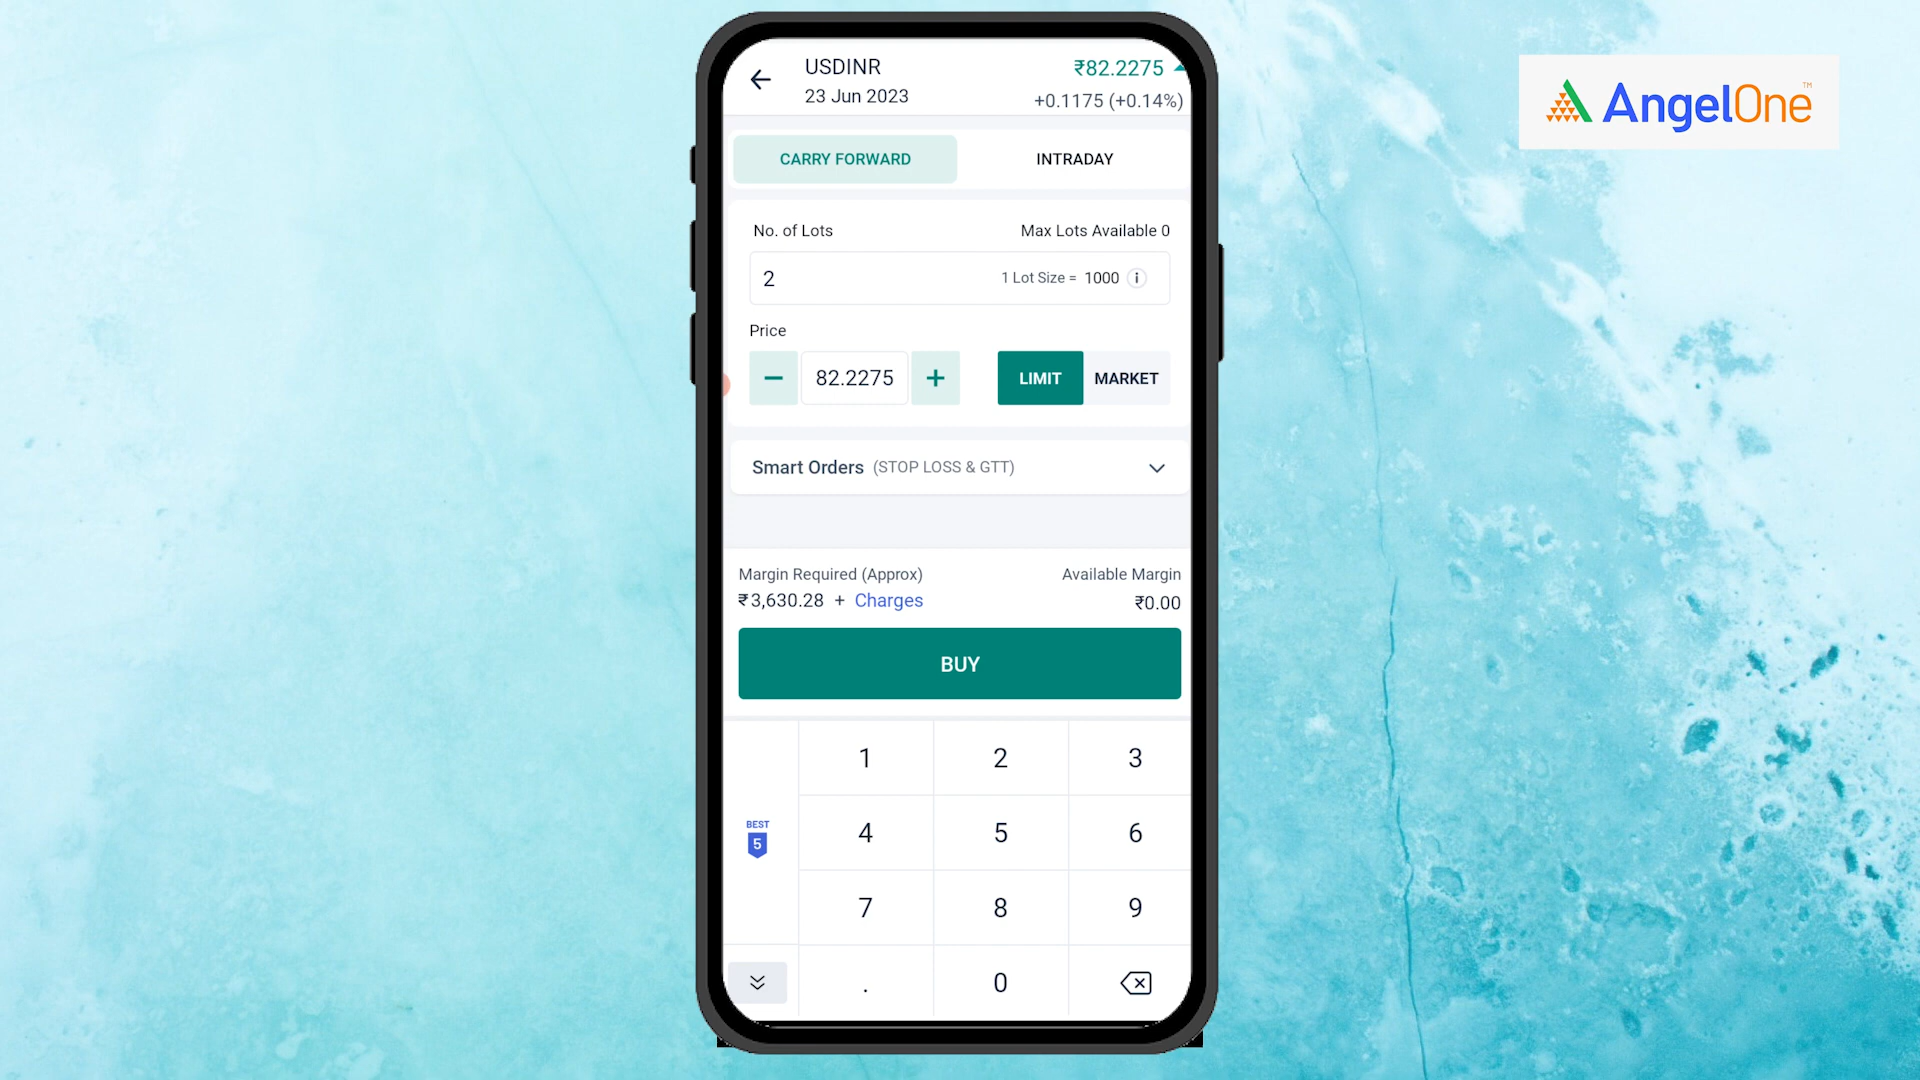 USDINR
₹82.2275
23 Jun 2023
+0.1175 (+0.14%)
AngelOne™
CARRY FORWARD
INTRADAY
No. of Lots
Max Lots Available 0
2
1 Lot Size = 1000
Price
− 82.2275 +
LIMIT
MARKET
Smart Orders (STOP LOSS & GTT)
Margin Required (Approx)
Available Margin
₹3,630.28 + Charges
₹0.00
BUY
1 2 3
BEST
5
4 5 6
7 8 9
. 0